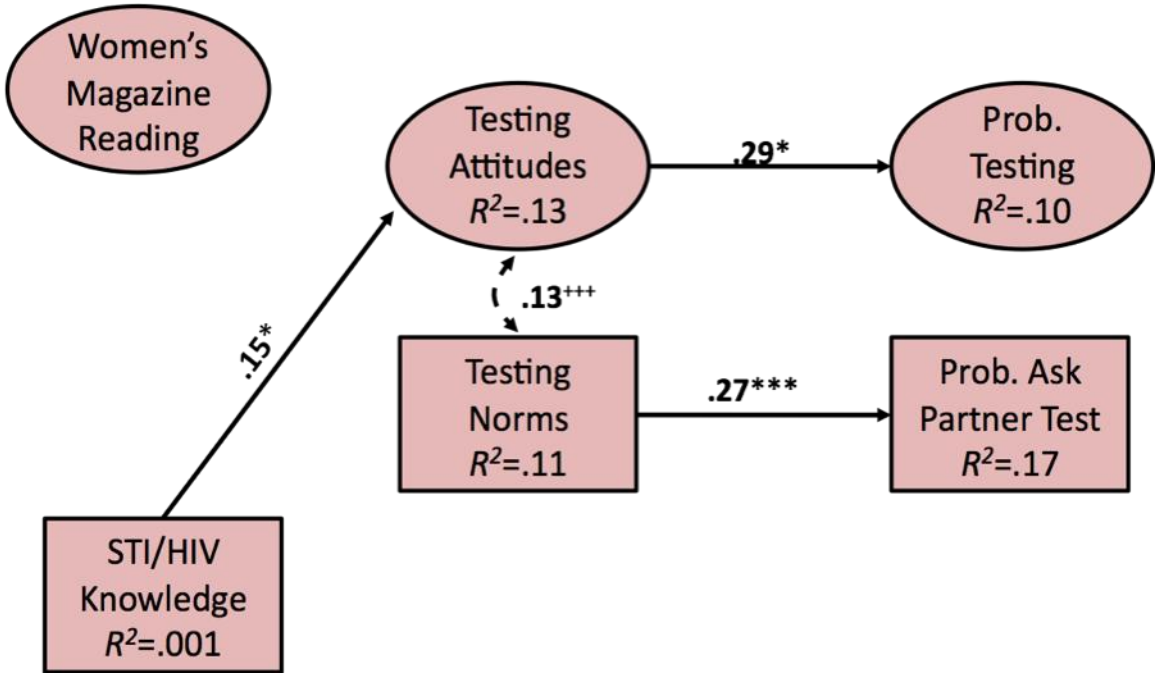 Women's
Magazine
Reading
Testing
Attitudes
R²=.13
.29*
Prob.
Testing
R²=.10
.15*
.13⁺⁺⁺
Testing
Norms
R²=.11
.27***
Prob. Ask
Partner Test
R²=.17
STI/HIV
Knowledge
R²=.001